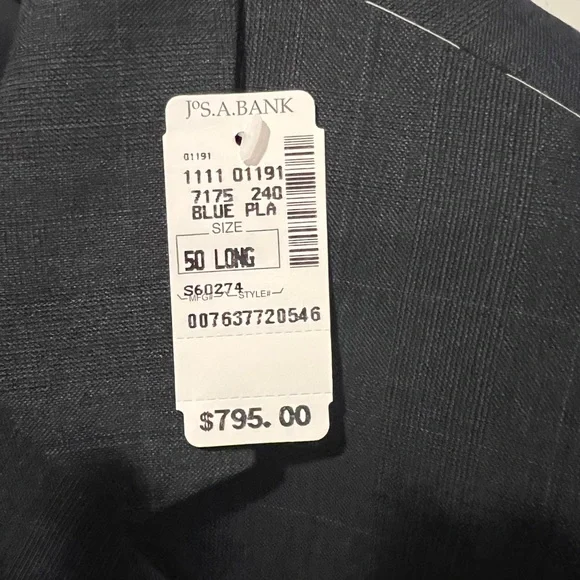 JoS.A.BANK
01191
1111 01191
7175 240
BLUE PLA
SIZE
50 LONG
S60274
MFG# STYLE#
007637720546
$795.00